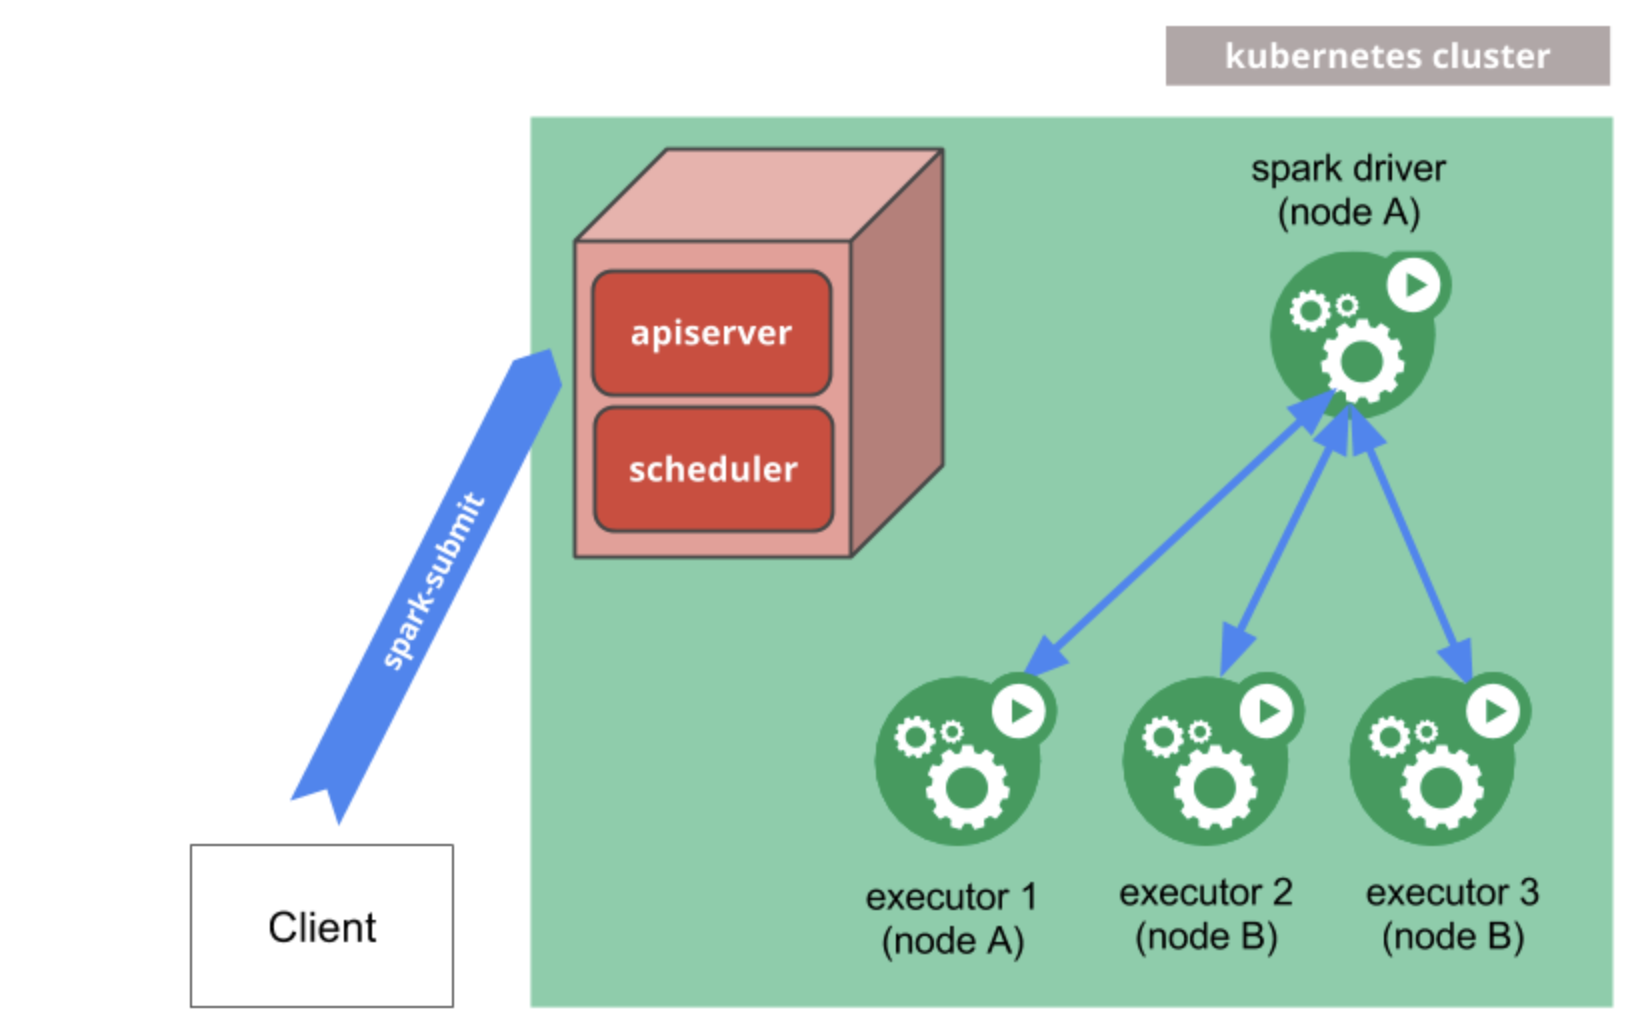 kubernetes cluster
spark driver
(node A)
apiserver
scheduler
spark-submit
Client
executor 1
(node A)
executor 2
(node B)
executor 3
(node B)